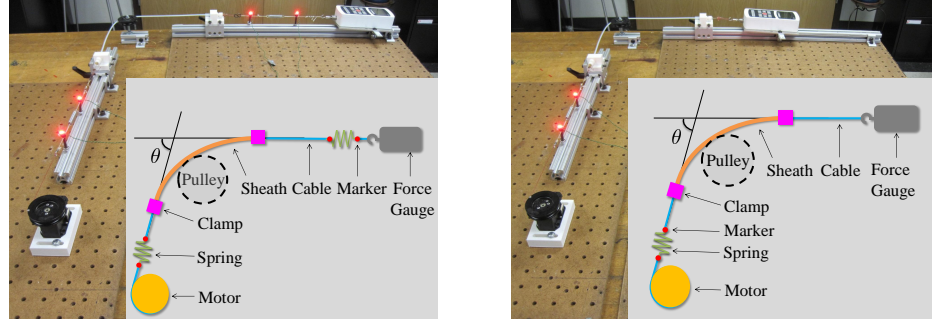 θ
Pulley
Sheath Cable Marker Force
Gauge
Clamp
Spring
Motor
θ
Pulley
Sheath Cable Force
Gauge
Clamp
Marker
Spring
Motor